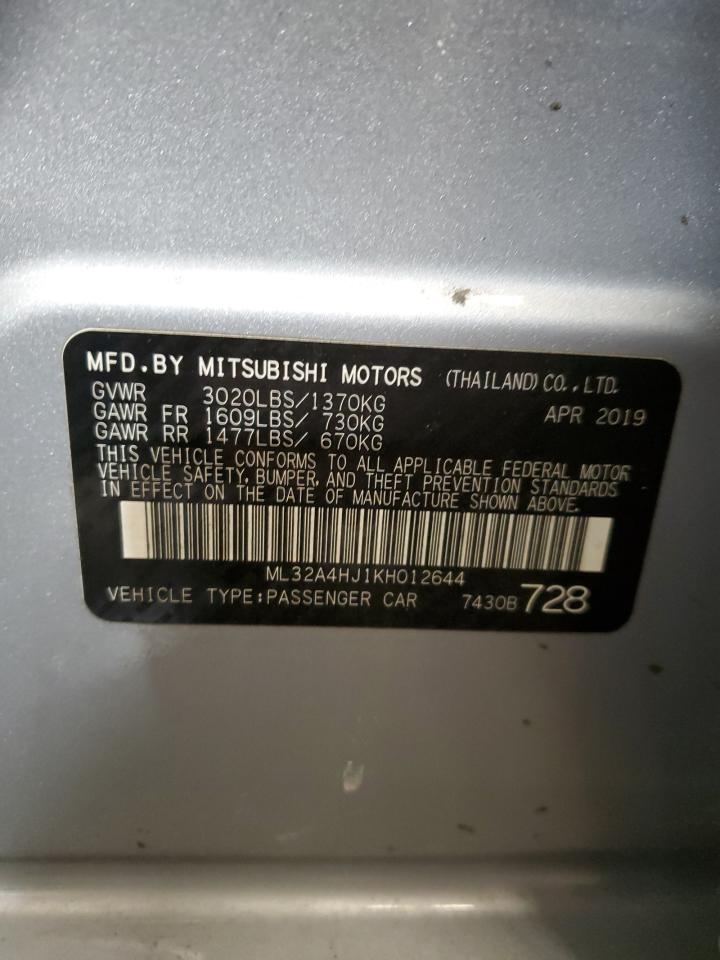 MFD.BY MITSUBISHI MOTORS (THAILAND) CO., LTD.
GVWR 3020LBS/1370KG APR 2019
GAWR FR 1609LBS/ 730KG
GAWR RR 1477LBS/ 670KG
THIS VEHICLE CONFORMS TO ALL APPLICABLE FEDERAL MOTOR
VEHICLE SAFETY, BUMPER, AND THEFT PREVENTION STANDARDS
IN EFFECT ON THE DATE OF MANUFACTURE SHOWN ABOVE.
ML32A4HJ1KH012644
VEHICLE TYPE:PASSENGER CAR 7430B 728